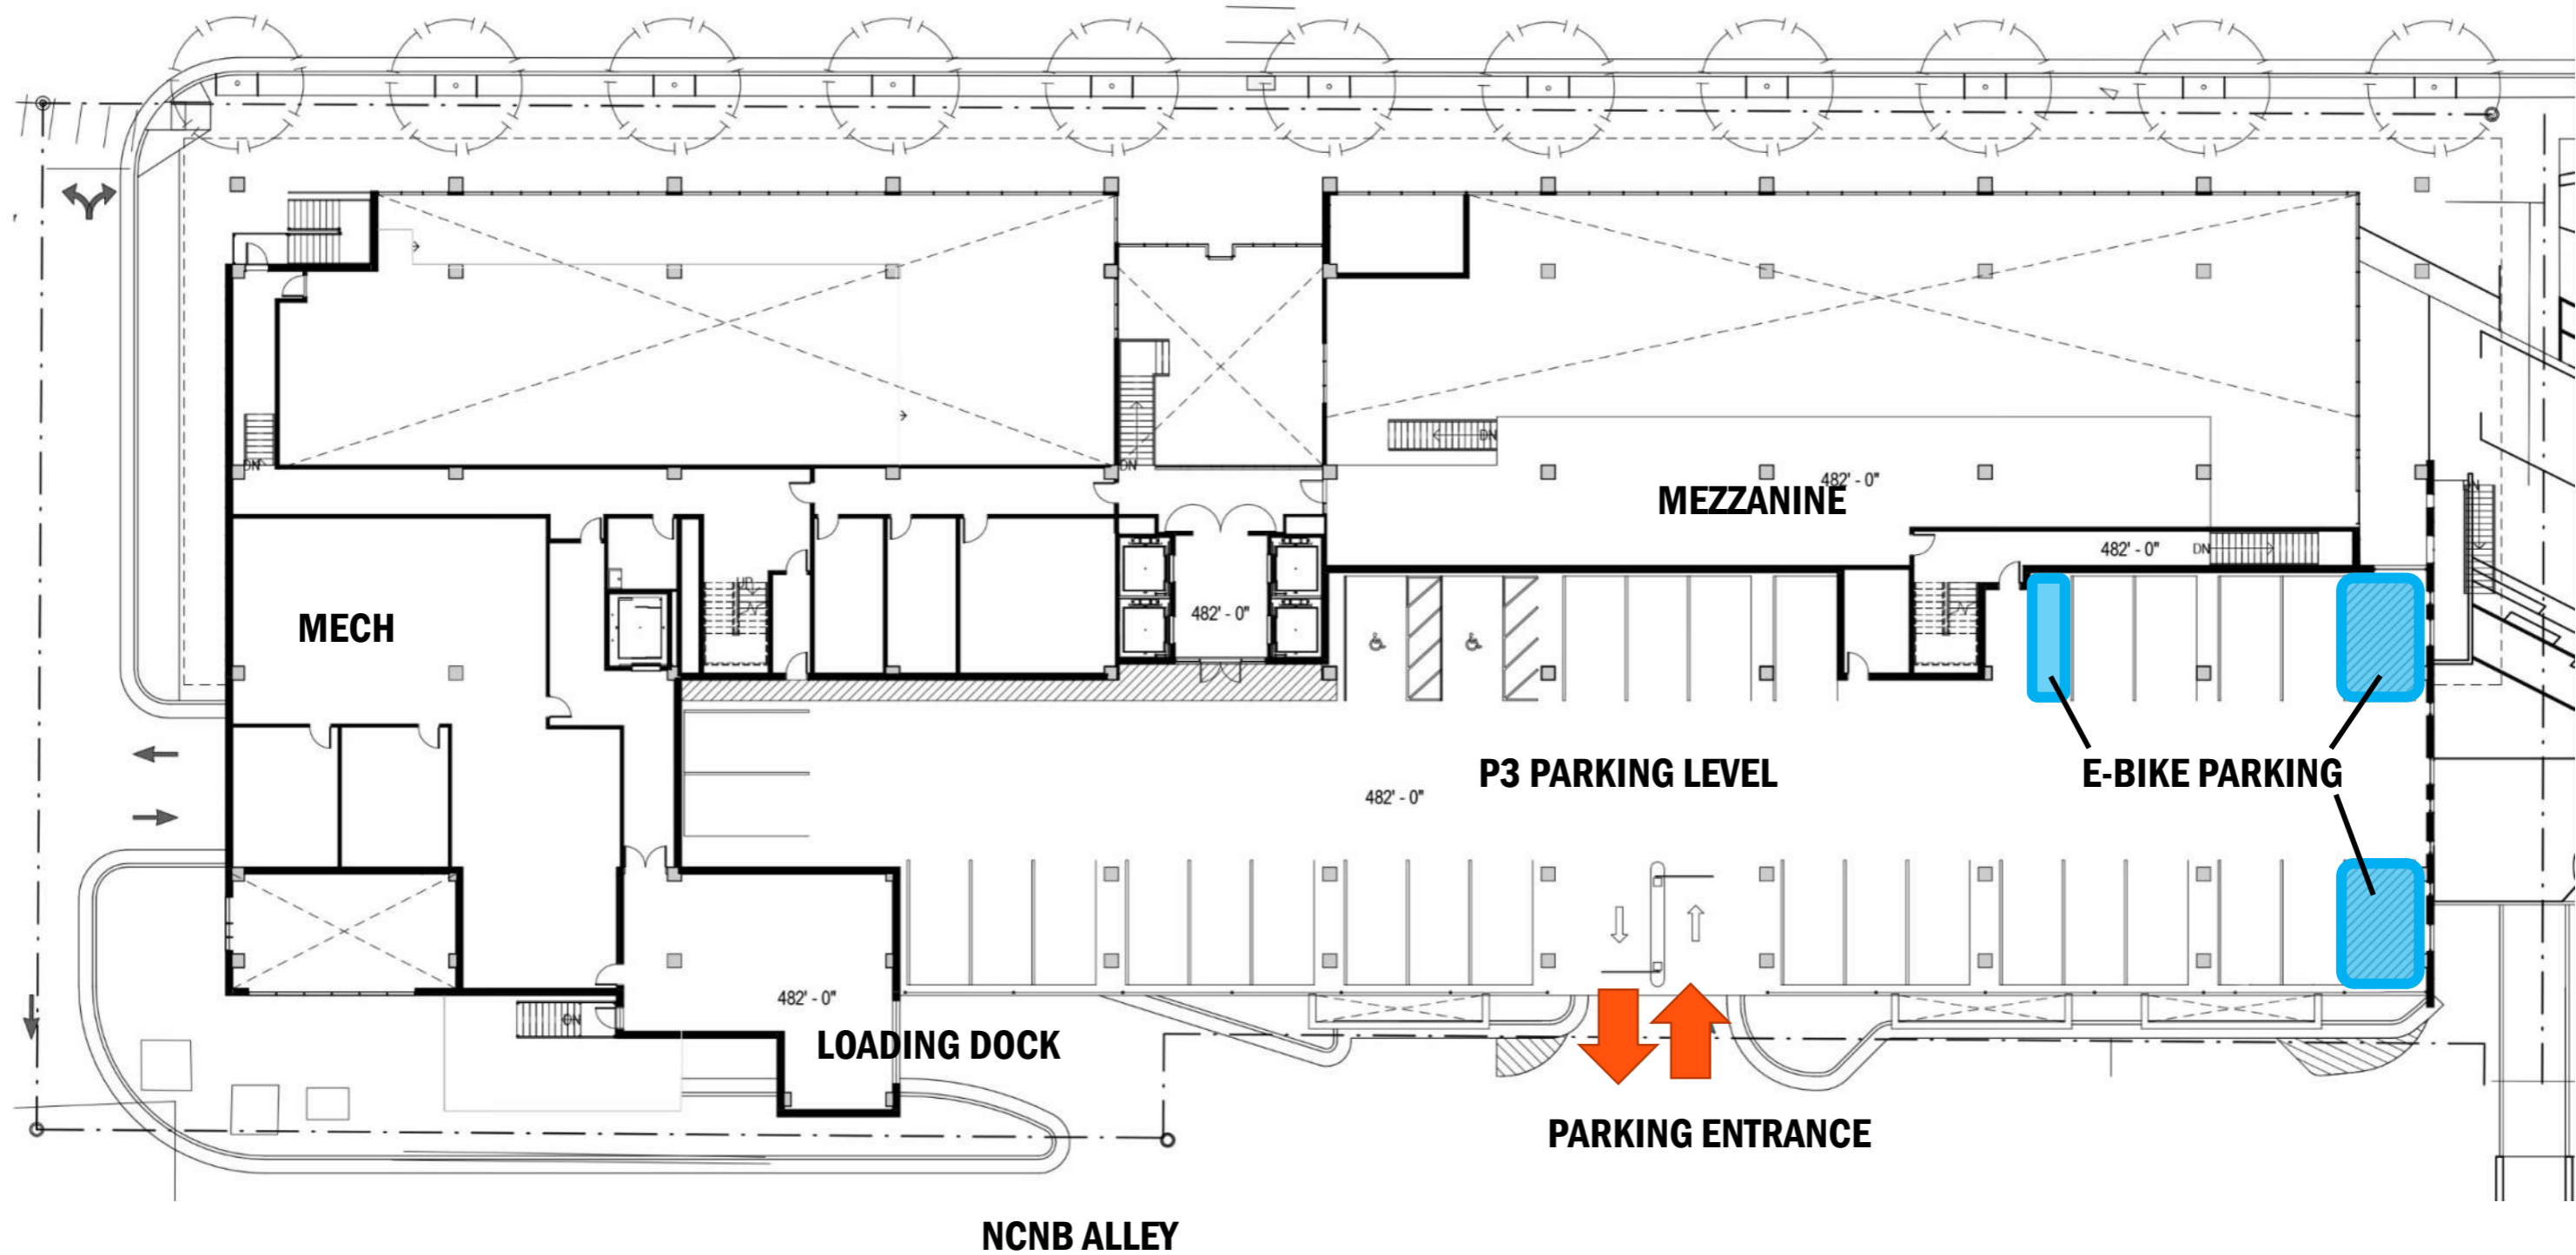 DN
DN
DN
482' - 0"
MEZZANINE
DN
482' - 0"
DN
UP
482' - 0"
MECH
P3 PARKING LEVEL
E-BIKE PARKING
482' - 0"
482' - 0"
DN
LOADING DOCK
PARKING ENTRANCE
NCNB ALLEY